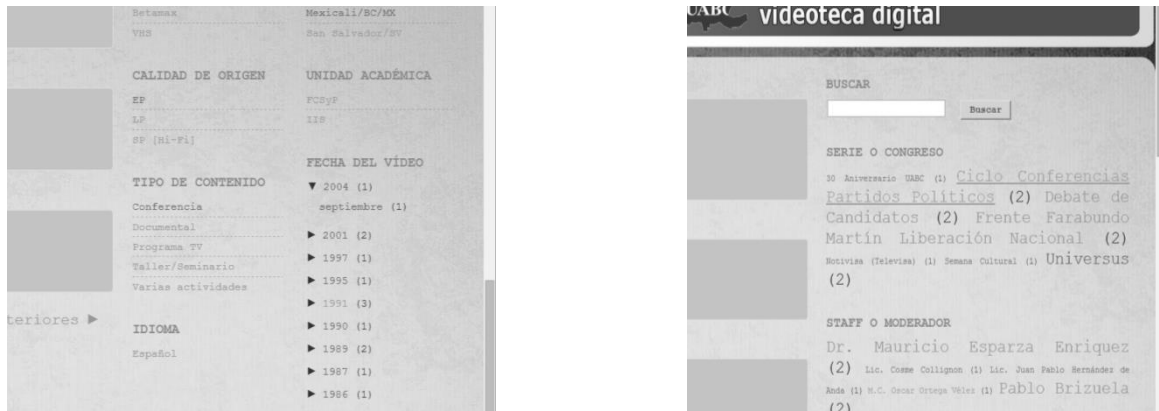 Betamax
VHS
CALIDAD DE ORIGEN
EP
LP
SP [Hi-Fi]
TIPO DE CONTENIDO
Conferencia
Documental
Programa TV
Taller/Seminario
Varias actividades
IDIOMA
Español
teriores ►
Mexicali/BC/MX
San Salvador/SV
UNIDAD ACADÉMICA
FCSyP
IIS
FECHA DEL VÍDEO
▼ 2004 (1)
septiembre (1)
► 2001 (2)
► 1997 (1)
► 1995 (1)
► 1991 (3)
► 1990 (1)
► 1989 (2)
► 1987 (1)
► 1986 (1)
UABC videoteca digital
BUSCAR
Buscar
SERIE O CONGRESO
30 Aniversario UABC (1) Ciclo Conferencias
Partidos Políticos (2) Debate de
Candidatos (2) Frente Farabundo
Martín Liberación Nacional (2)
Notivisa (Televisa) (1) Semana Cultural (1) Universus
(2)
STAFF O MODERADOR
Dr. Mauricio Esparza Enriquez
(2) Lic. Cosme Collignon (1) Lic. Juan Pablo Hernández de
Anda (1) M.C. Oscar Ortega Vélez (1) Pablo Brizuela
(2)